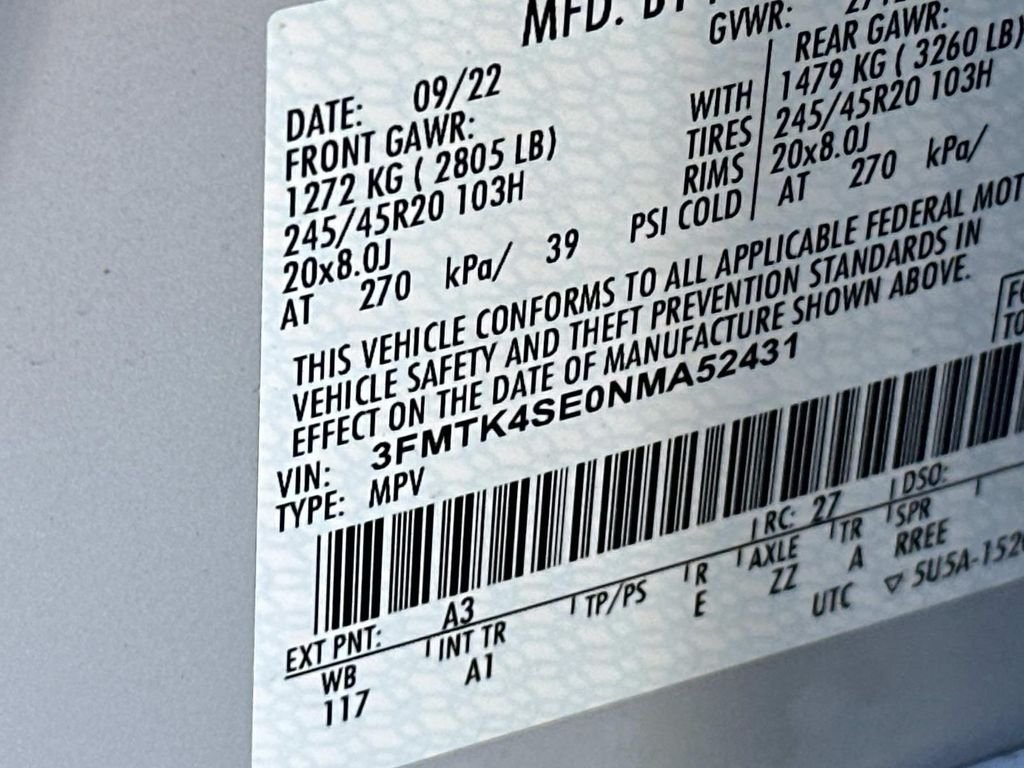 MFD. BY
GVWR:
DATE: 09/22
FRONT GAWR:
1272 KG ( 2805 LB)
245/45R20 103H
20x8.0J
AT 270 kPa/ 39 PSI COLD
WITH
TIRES
RIMS
REAR GAWR:
1479 KG ( 3260 LB)
245/45R20 103H
20x8.0J
AT 270 kPa/
THIS VEHICLE CONFORMS TO ALL APPLICABLE FEDERAL MOT
VEHICLE SAFETY AND THEFT PREVENTION STANDARDS IN
EFFECT ON THE DATE OF MANUFACTURE SHOWN ABOVE.
VIN: 3FMTK4SE0NMA52431
TYPE: MPV
EXT PNT: A3 RC: 27 DSO:
WB INT TR TP/PS R AXLE TR SPR
117 A1 E ZZ A RREE
UTC ▽ 5U5A-152